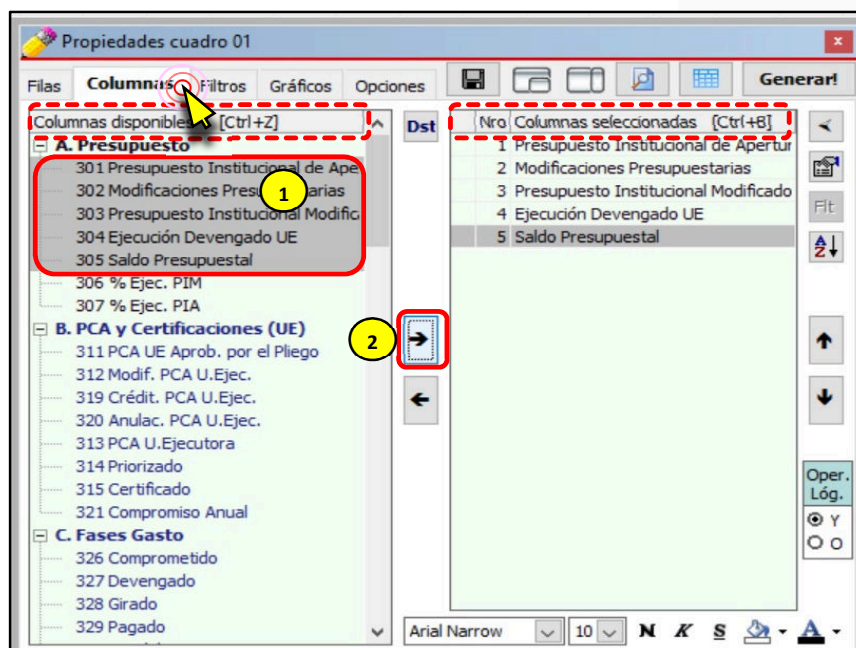 Propiedades cuadro 01
Filas Columnas Filtros Gráficos Opciones Generar!
Columnas disponibles [Ctrl+Z]
A. Presupuesto
301 Presupuesto Institucional de Ape
302 Modificaciones Presu arias
1
303 Presupuesto Institucional Modific
304 Ejecución Devengado UE
305 Saldo Presupuestal
306 % Ejec. PIM
307 % Ejec. PIA
B. PCA y Certificaciones (UE)
311 PCA UE Aprob. por el Pliego
312 Modif. PCA U.Ejec.
319 Crédit. PCA U.Ejec.
320 Anulac. PCA U.Ejec.
313 PCA U.Ejecutora
314 Priorizado
315 Certificado
321 Compromiso Anual
C. Fases Gasto
326 Comprometido
327 Devengado
328 Girado
329 Pagado
Dst
2
Nro Columnas seleccionadas [Ctrl+B]
1 Presupuesto Institucional de Apertur
2 Modificaciones Presupuestarias
3 Presupuesto Institucional Modificado
4 Ejecución Devengado UE
5 Saldo Presupuestal
Flt
A
Z
Oper.
Lóg.
Y
O
Arial Narrow 10 N K S A